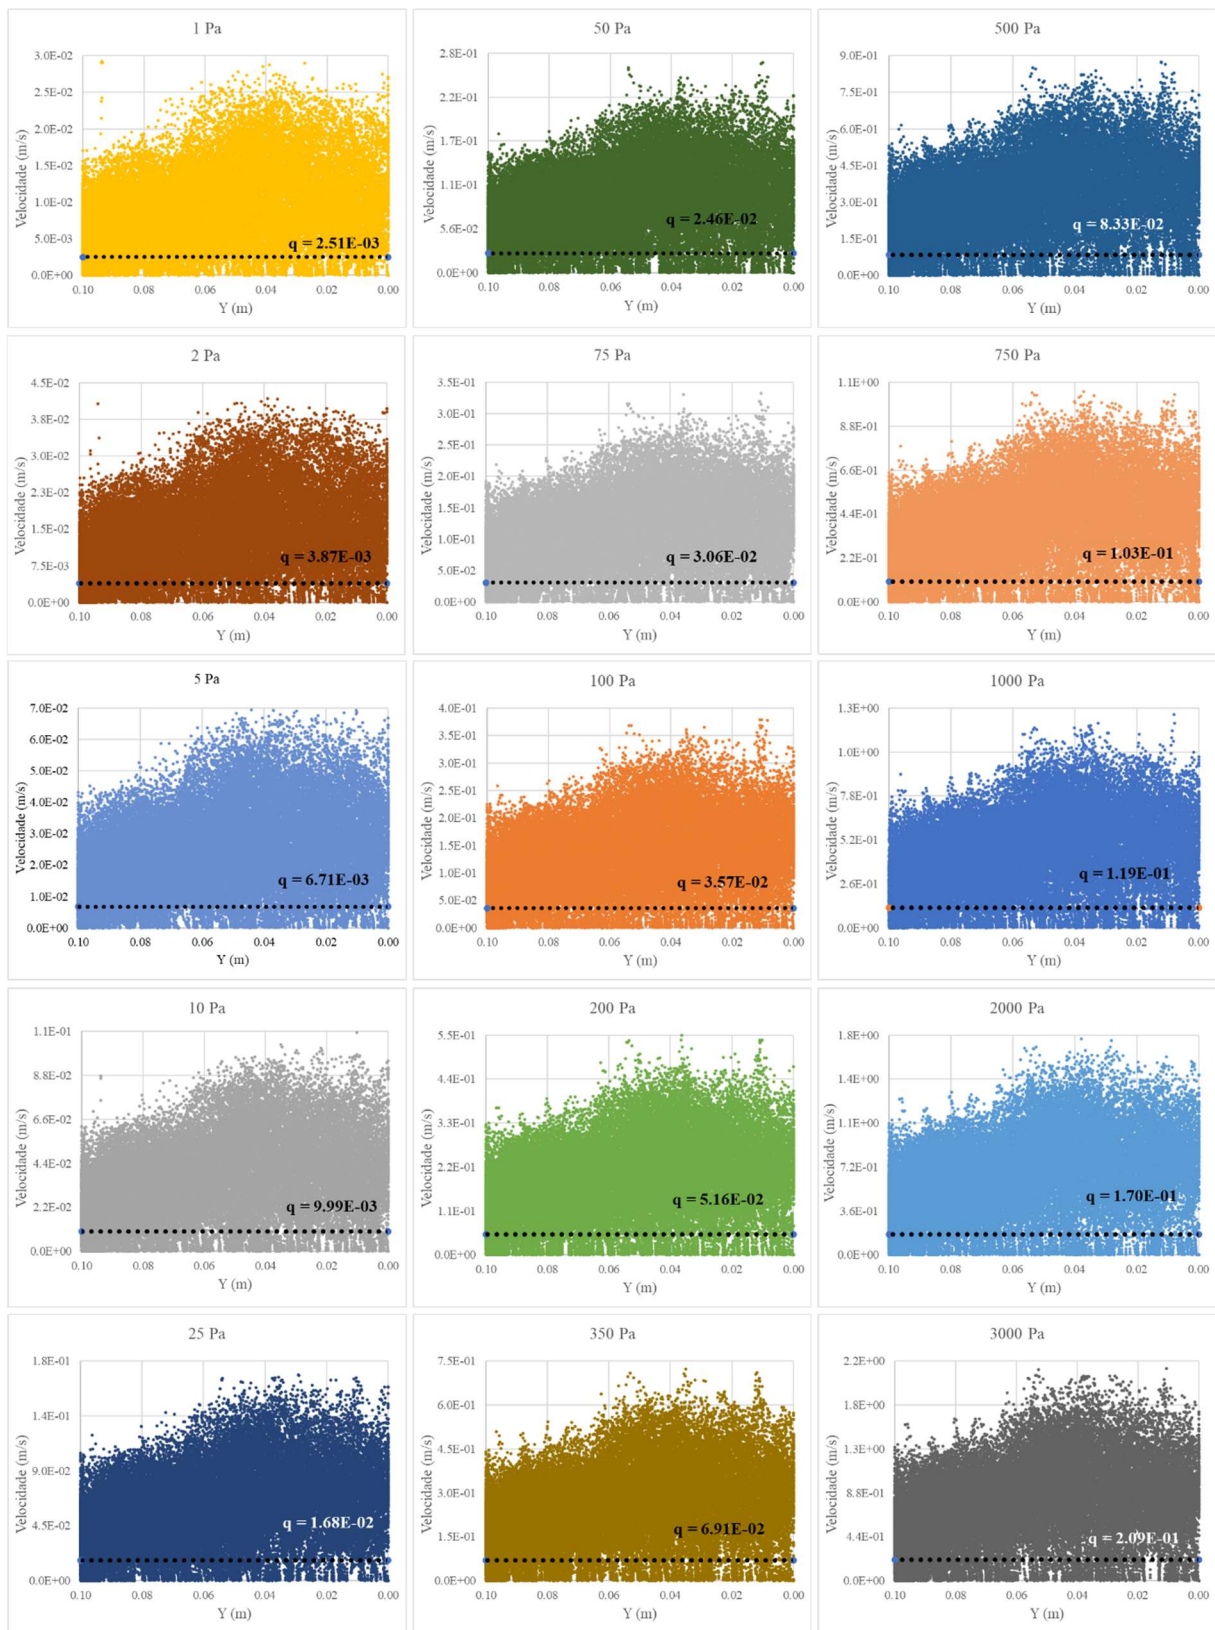 1 Pa
3.0E-02
2.5E-02
2.0E-02
1.5E-02
1.0E-02
5.0E-03
0.0E+00
Velocidade (m/s)
q = 2.51E-03
0.10 0.08 0.06 0.04 0.02 0.00
Y (m)
50 Pa
2.8E-01
2.2E-01
1.7E-01
1.1E-01
5.6E-02
0.0E+00
Velocidade (m/s)
q = 2.46E-02
0.10 0.08 0.06 0.04 0.02 0.00
Y (m)
500 Pa
9.0E-01
7.5E-01
6.0E-01
4.5E-01
3.0E-01
1.5E-01
0.0E+00
Velocidade (m/s)
q = 8.33E-02
0.10 0.08 0.06 0.04 0.02 0.00
Y (m)
2 Pa
4.5E-02
3.8E-02
3.0E-02
2.3E-02
1.5E-02
7.5E-03
0.0E+00
Velocidade (m/s)
q = 3.87E-03
0.10 0.08 0.06 0.04 0.02 0.00
Y (m)
75 Pa
3.5E-01
3.0E-01
2.5E-01
2.0E-01
1.5E-01
1.0E-01
5.0E-02
0.0E+00
Velocidade (m/s)
q = 3.06E-02
0.10 0.08 0.06 0.04 0.02 0.00
Y (m)
750 Pa
1.1E+00
8.8E-01
6.6E-01
4.4E-01
2.2E-01
0.0E+00
Velocidade (m/s)
q = 1.03E-01
0.10 0.08 0.06 0.04 0.02 0.00
Y (m)
5 Pa
7.0E-02
6.0E-02
5.0E-02
4.0E-02
3.0E-02
2.0E-02
1.0E-02
0.0E+00
Velocidade (m/s)
q = 6.71E-03
0.10 0.08 0.06 0.04 0.02 0.00
Y (m)
100 Pa
4.0E-01
3.5E-01
3.0E-01
2.5E-01
2.0E-01
1.5E-01
1.0E-01
5.0E-02
0.0E+00
Velocidade (m/s)
q = 3.57E-02
0.10 0.08 0.06 0.04 0.02 0.00
Y (m)
1000 Pa
1.3E+00
1.0E+00
7.8E-01
5.2E-01
2.6E-01
0.0E+00
Velocidade (m/s)
q = 1.19E-01
0.10 0.08 0.06 0.04 0.02 0.00
Y (m)
10 Pa
1.1E-01
8.8E-02
6.6E-02
4.4E-02
2.2E-02
0.0E+00
Velocidade (m/s)
q = 9.99E-03
0.10 0.08 0.06 0.04 0.02 0.00
Y (m)
200 Pa
5.5E-01
4.4E-01
3.3E-01
2.2E-01
1.1E-01
0.0E+00
Velocidade (m/s)
q = 5.16E-02
0.10 0.08 0.06 0.04 0.02 0.00
Y (m)
2000 Pa
1.8E+00
1.4E+00
1.1E+00
7.2E-01
3.6E-01
0.0E+00
Velocidade (m/s)
q = 1.70E-01
0.10 0.08 0.06 0.04 0.02 0.00
Y (m)
25 Pa
1.8E-01
1.4E-01
9.0E-02
4.5E-02
0.0E+00
Velocidade (m/s)
q = 1.68E-02
0.10 0.08 0.06 0.04 0.02 0.00
Y (m)
350 Pa
7.5E-01
6.0E-01
4.5E-01
3.0E-01
1.5E-01
0.0E+00
Velocidade (m/s)
q = 6.91E-02
0.10 0.08 0.06 0.04 0.02 0.00
Y (m)
3000 Pa
2.2E+00
1.8E+00
1.3E+00
8.8E-01
4.4E-01
0.0E+00
Velocidade (m/s)
q = 2.09E-01
0.10 0.08 0.06 0.04 0.02 0.00
Y (m)